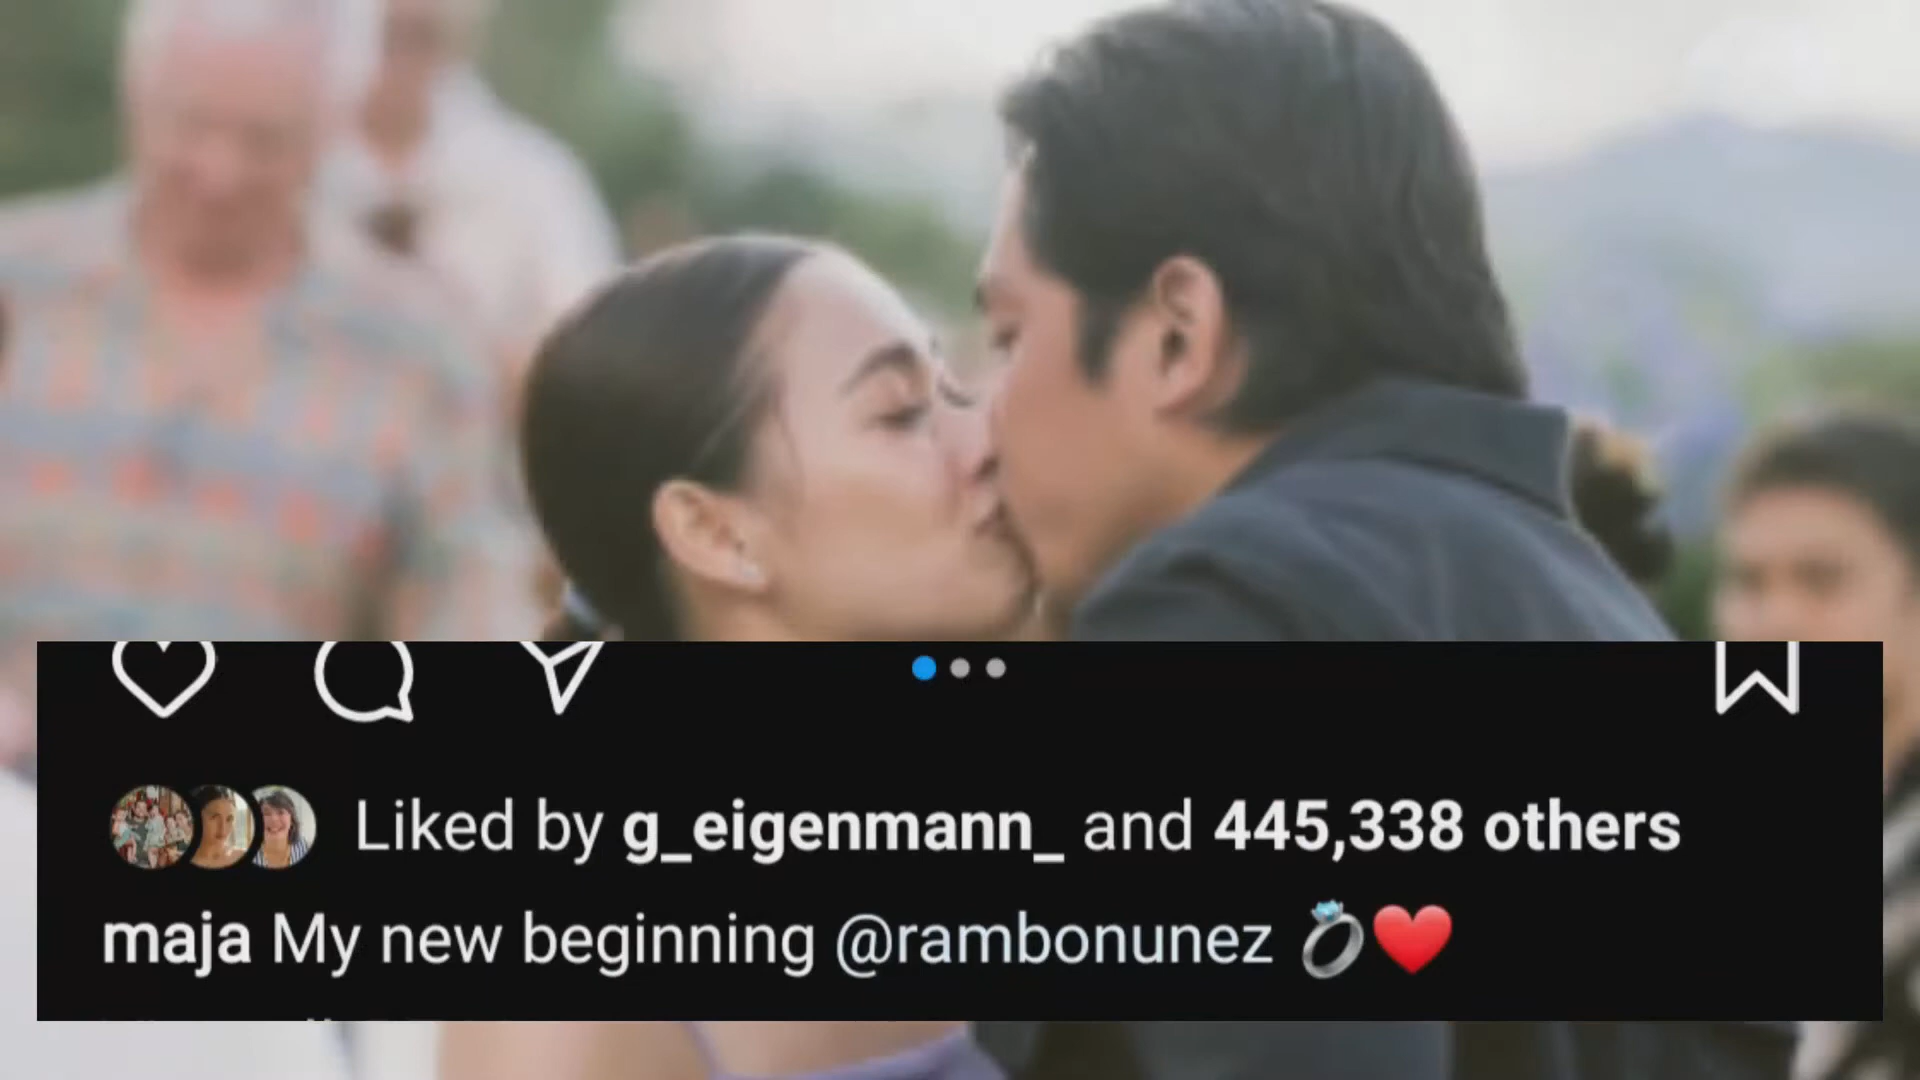 Liked by g_eigenmann_ and 445,338 others
maja My new beginning @rambonunez 💍❤️